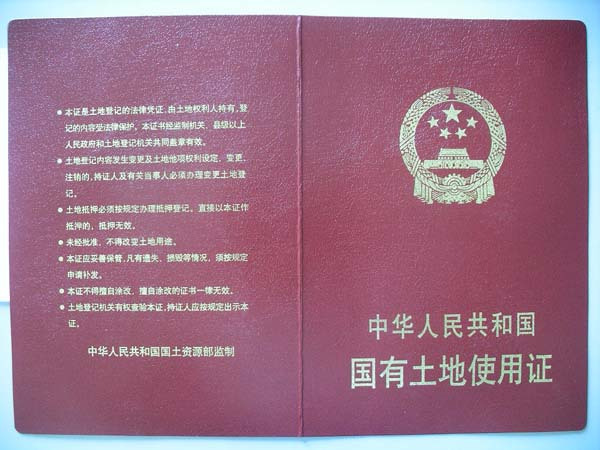 ● 本证是土地登记的法律凭证，由土地权利人持有，登
记的内容受法律保护。本证书经监制机关、县级以上
人民政府和土地登记机关共同盖章有效。
● 土地登记内容发生变更及土地他项权利设定、变更、
注销的，持证人及有关当事人必须办理变更土地登
记。
● 土地抵押必须按规定办理抵押登记。直接以本证作
抵押的，抵押无效。
● 未经批准，不得改变土地用途。
● 本证应妥善保管，凡有遗失、损毁等情况，须按规定
申请补发。
● 本证不得擅自涂改，擅自涂改的证书一律无效。
● 土地登记机关有权查验本证，持证人应按规定出示本
证。
中华人民共和国国土资源部监制
中华人民共和国
国有土地使用证